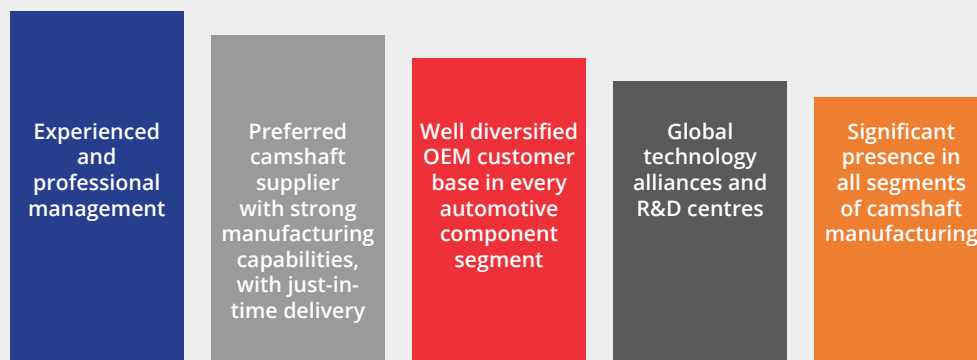 Experienced
and
professional
management
Preferred
camshaft
supplier
with strong
manufacturing
capabilities,
with just-in-
time delivery
Well diversified
OEM customer
base in every
automotive
component
segment
Global
technology
alliances and
R&D centres
Significant
presence in
all segments
of camshaft
manufacturing